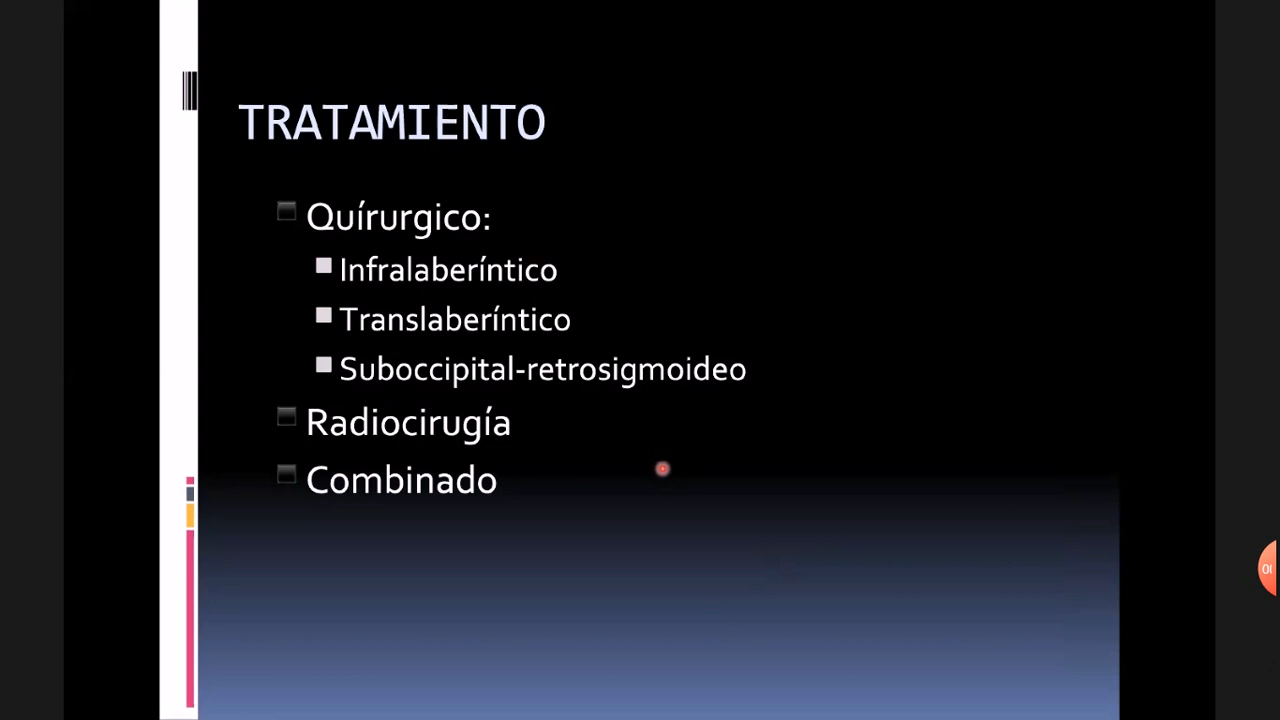 TRATAMIENTO
Quírurgico:
Infralaberíntico
Translaberíntico
Suboccipital-retrosigmoideo
Radiocirugía
Combinado